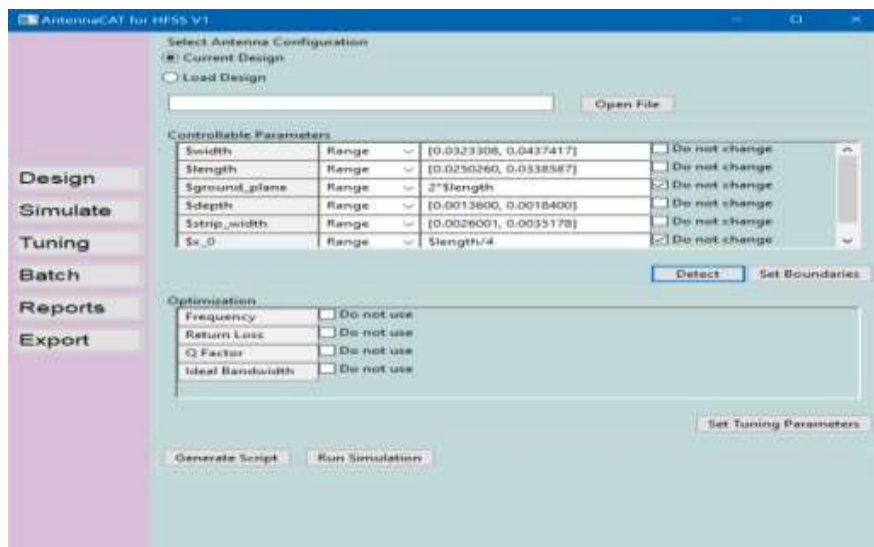 AntennaCAT for HFSS V1
Select Antenna Configuration
Current Design
Load Design
Open File
Controllable Parameters
$width Range [0.0323308, 0.0437417] Do not change
$length Range [0.0250260, 0.0338587] Do not change
$ground_plane Range 2*$length Do not change
$depth Range [0.0013600, 0.0018400] Do not change
$strip_width Range [0.0026001, 0.0035178] Do not change
$x_0 Range $length/4 Do not change
Detect Set Boundaries
Design
Simulate
Tuning
Batch
Reports
Export
Optimization
Frequency Do not use
Return Loss Do not use
Q Factor Do not use
Ideal Bandwidth Do not use
Set Tuning Parameters
Generate Script Run Simulation